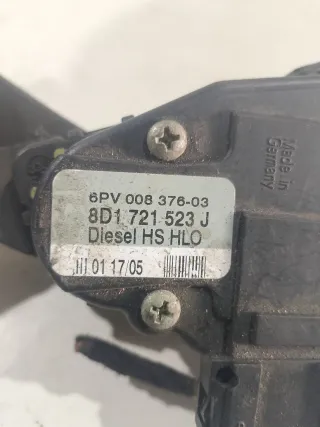 Made in
Germany
6PV 008 376-03
8D1 721 523 J
Diesel HS HLO
01 17/05